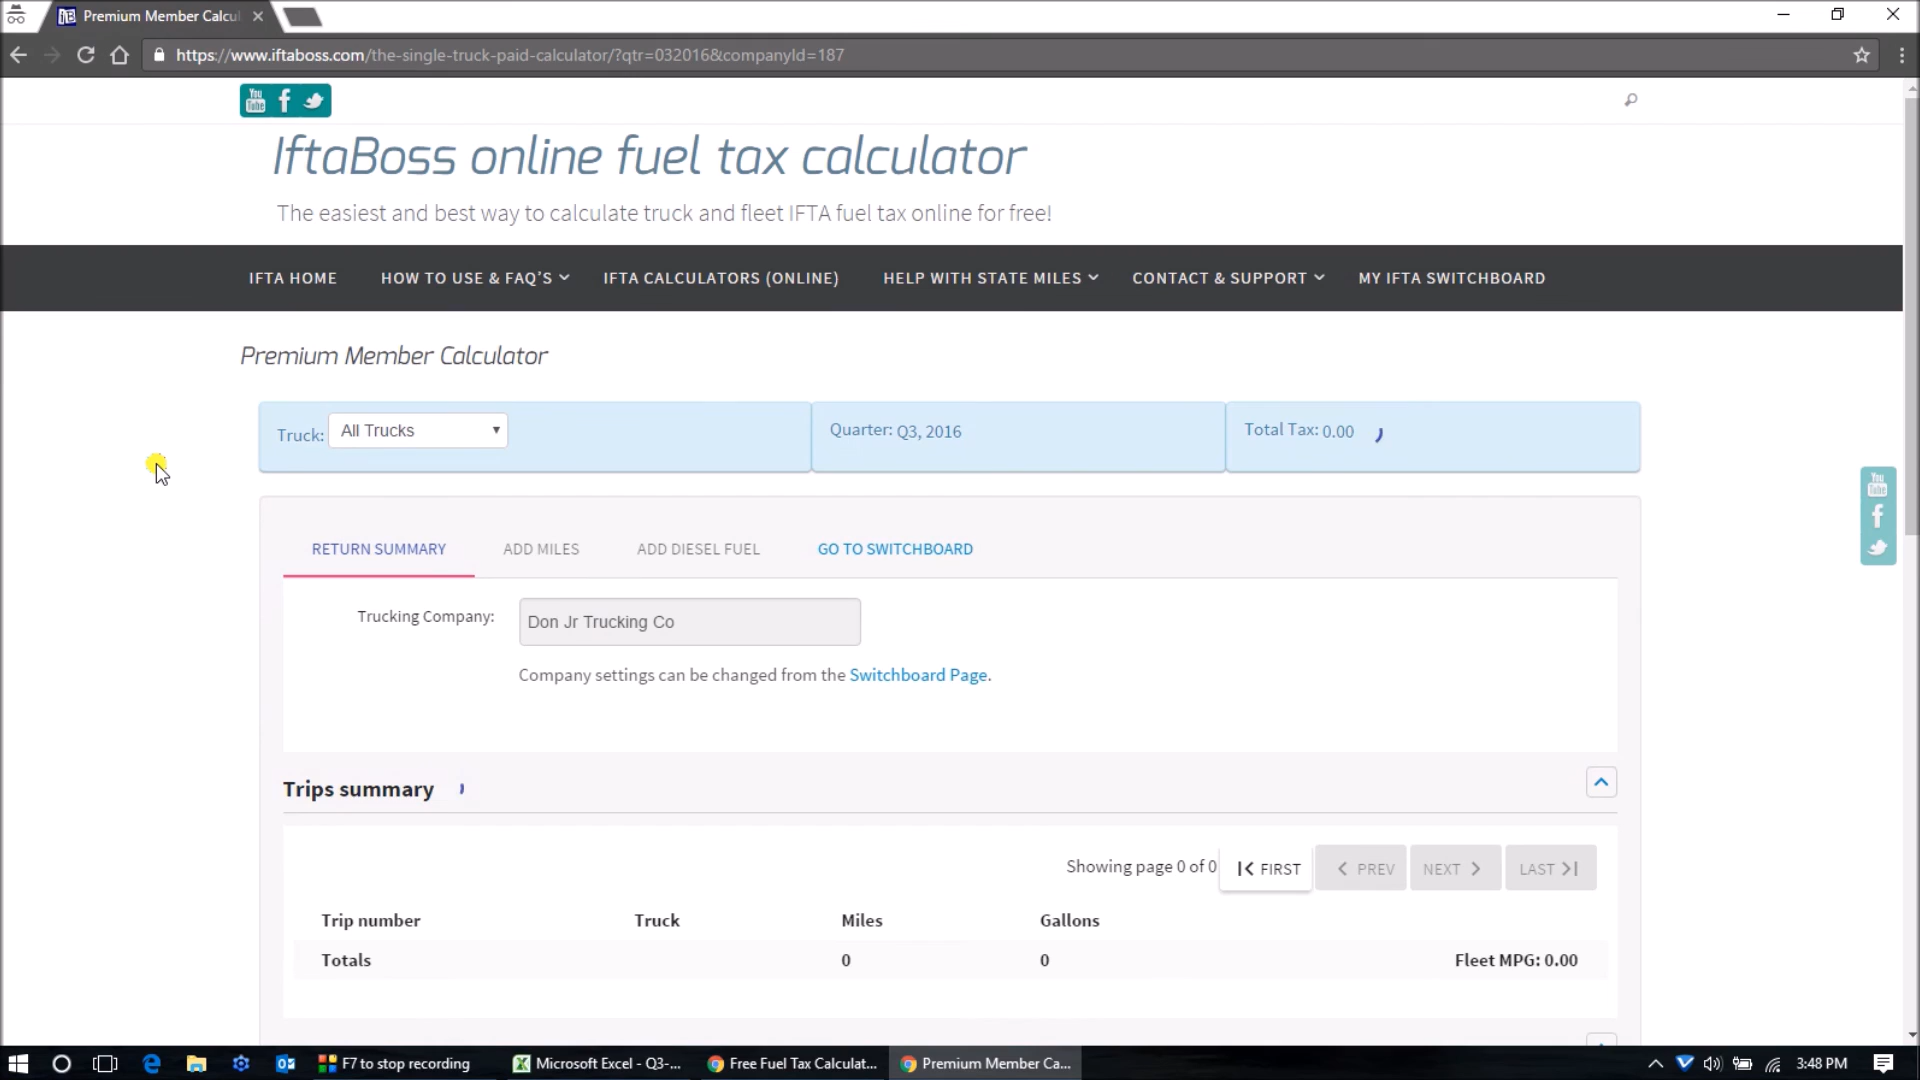 Premium Member Calcul
https://www.iftaboss.com/the-single-truck-paid-calculator/?qtr=032016&companyId=187
You Tube
IftaBoss online fuel tax calculator
The easiest and best way to calculate truck and fleet IFTA fuel tax online for free!
IFTA HOME HOW TO USE & FAQ'S IFTA CALCULATORS (ONLINE) HELP WITH STATE MILES CONTACT & SUPPORT MY IFTA SWITCHBOARD
Premium Member Calculator
Truck: All Trucks Quarter: Q3, 2016 Total Tax: 0.00
You Tube
RETURN SUMMARY ADD MILES ADD DIESEL FUEL GO TO SWITCHBOARD
Trucking Company: Don Jr Trucking Co
Company settings can be changed from the Switchboard Page.
Trips summary
Showing page 0 of 0 FIRST PREV NEXT LAST
Trip number Truck Miles Gallons
Totals 0 0 Fleet MPG: 0.00
F7 to stop recording Microsoft Excel - Q3-... Free Fuel Tax Calculat... Premium Member Ca... 3:48 PM